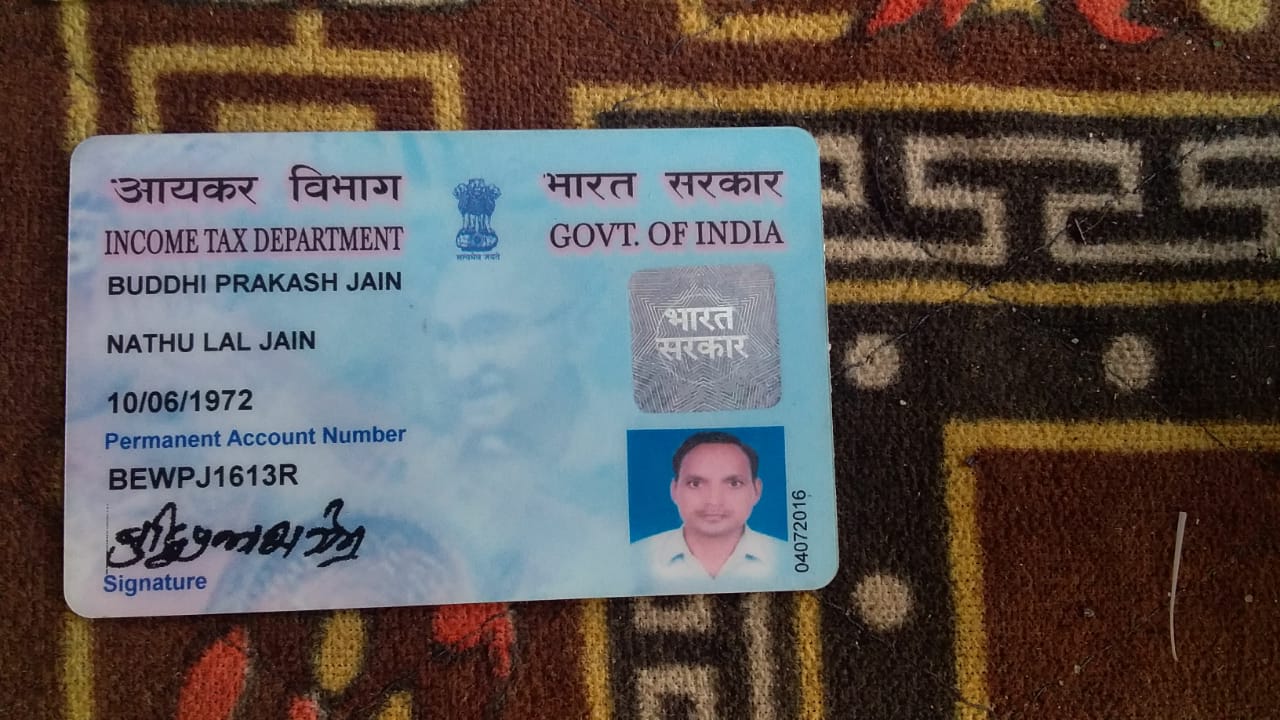 आयकर विभाग
INCOME TAX DEPARTMENT
भारत सरकार
GOVT. OF INDIA
सत्यमेव जयते
BUDDHI PRAKASH JAIN
NATHU LAL JAIN
10/06/1972
Permanent Account Number
BEWPJ1613R
Signature
भारत
सरकार
04072016